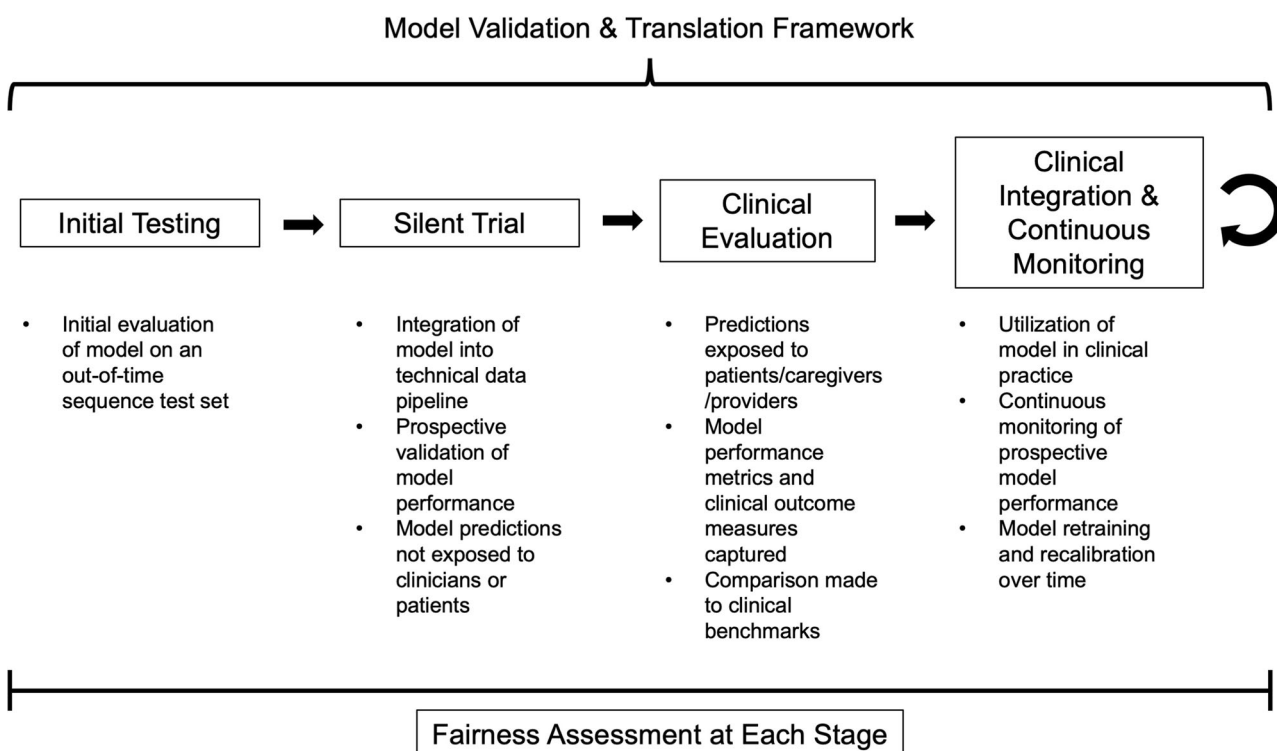 Model Validation & Translation Framework
Initial Testing
• Initial evaluation
of model on an
out-of-time
sequence test set
Silent Trial
• Integration of
model into
technical data
pipeline
• Prospective
validation of
model
performance
• Model predictions
not exposed to
clinicians or
patients
Clinical
Evaluation
• Predictions
exposed to
patients/caregivers
/providers
• Model
performance
metrics and
clinical outcome
measures
captured
• Comparison made
to clinical
benchmarks
Clinical
Integration &
Continuous
Monitoring
• Utilization of
model in clinical
practice
• Continuous
monitoring of
prospective
model
performance
• Model retraining
and recalibration
over time
Fairness Assessment at Each Stage